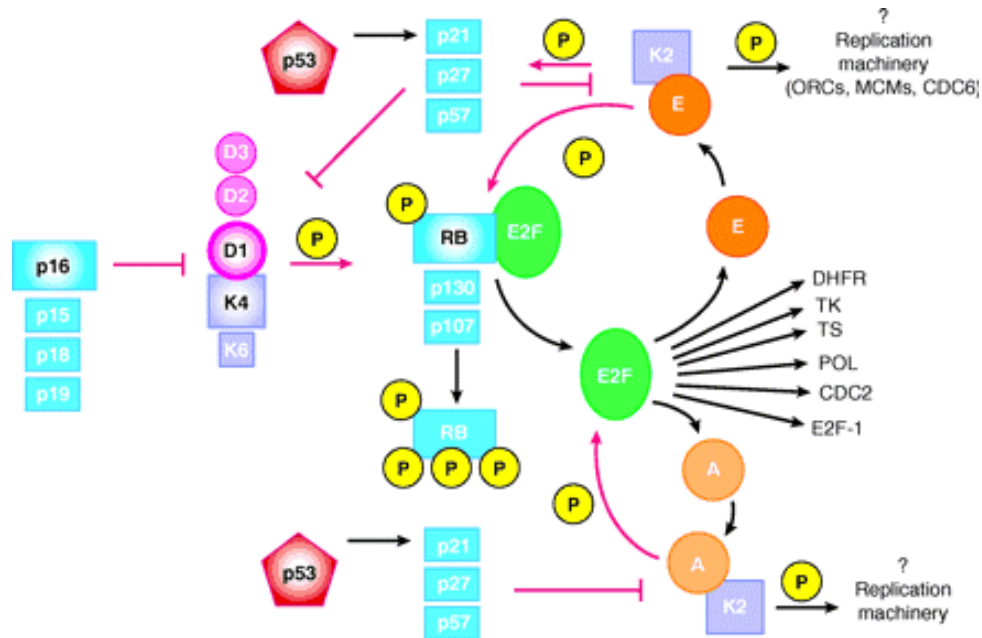 p53
p21
p27
p57
P
K2
E
P
?
Replication
machinery
(ORCs, MCMs, CDC6)
P
D3
D2
D1
K4
K6
p16
p15
p18
p19
P
P
RB
E2F
p130
p107
E
DHFR
TK
TS
POL
CDC2
E2F-1
E2F
P
RB
P
P
P
A
P
p53
p21
p27
p57
A
K2
P
?
Replication
machinery